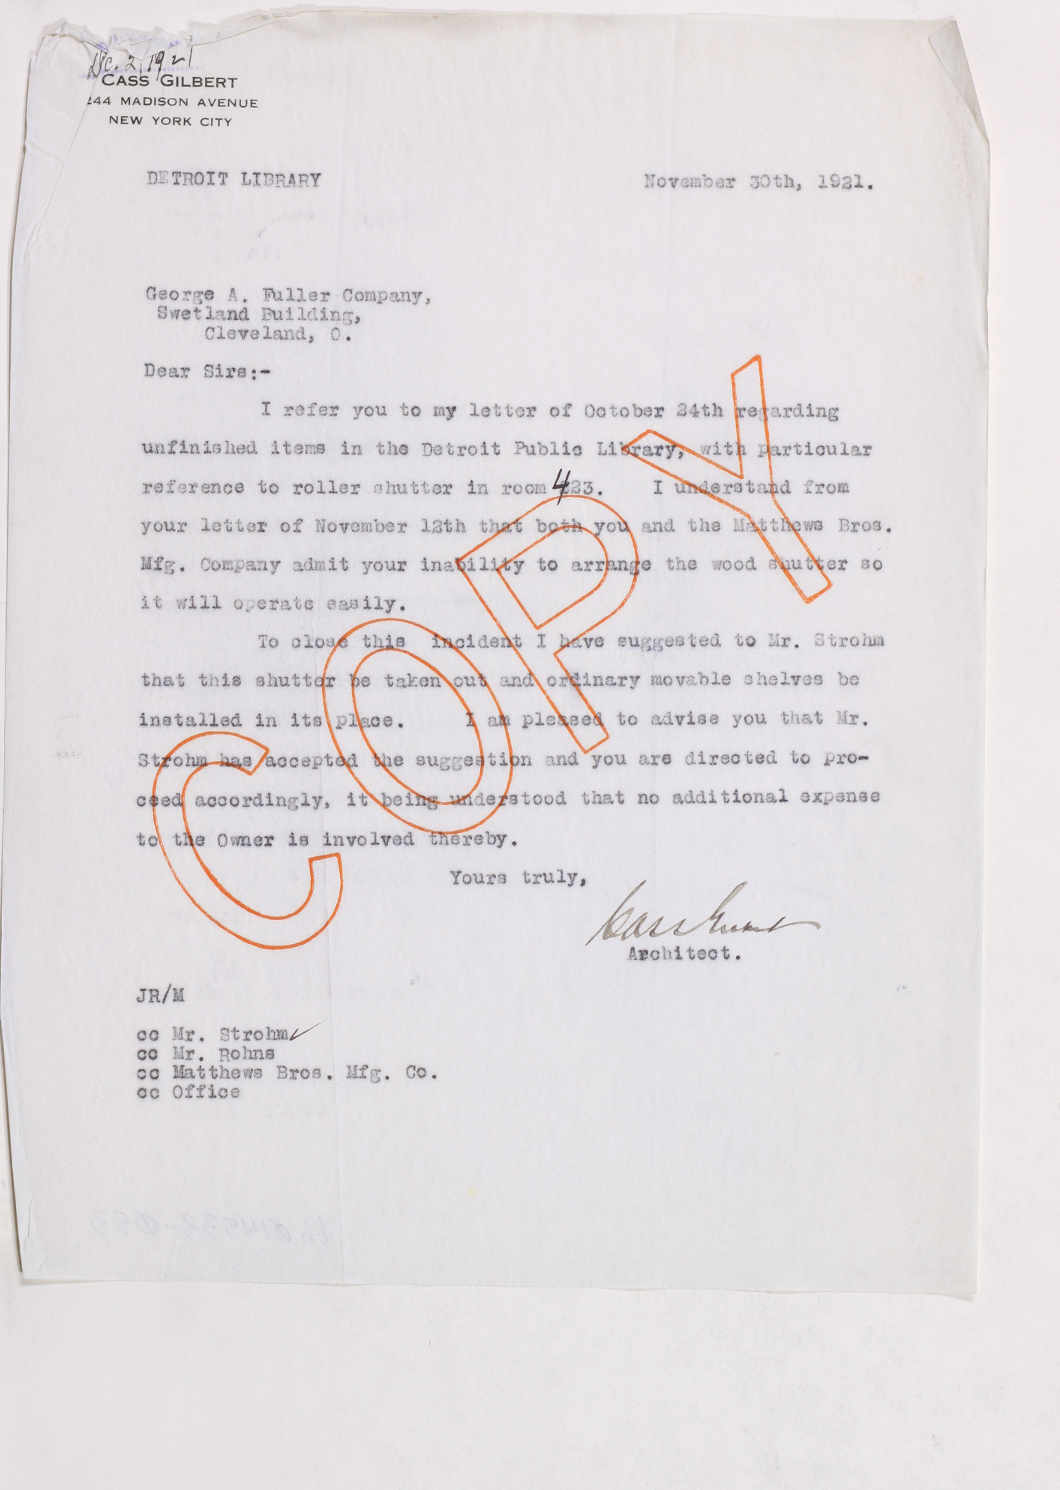 Dec. 2, 1921
CASS GILBERT
244 MADISON AVENUE
NEW YORK CITY
DETROIT LIBRARY November 30th, 1921.
George A. Fuller Company,
Swetland Building,
Cleveland, O.
Dear Sirs:-
I refer you to my letter of October 24th regarding
unfinished items in the Detroit Public Library, with particular
reference to roller shutter in room 423. I understand from
your letter of November 12th that both you and the Matthews Bros.
Mfg. Company admit your inability to arrange the wood shutter so
it will operate easily.
To close this incident I have suggested to Mr. Strohm
that this shutter be taken out and ordinary movable shelves be
installed in its place. I am pleased to advise you that Mr.
Strohm has accepted the suggestion and you are directed to pro-
ceed accordingly, it being understood that no additional expense
to the Owner is involved thereby.
Yours truly,
Cass Gilbert
Architect.
JR/M
cc Mr. Strohm
cc Mr. Rohns
cc Matthews Bros. Mfg. Co.
cc Office
COPY